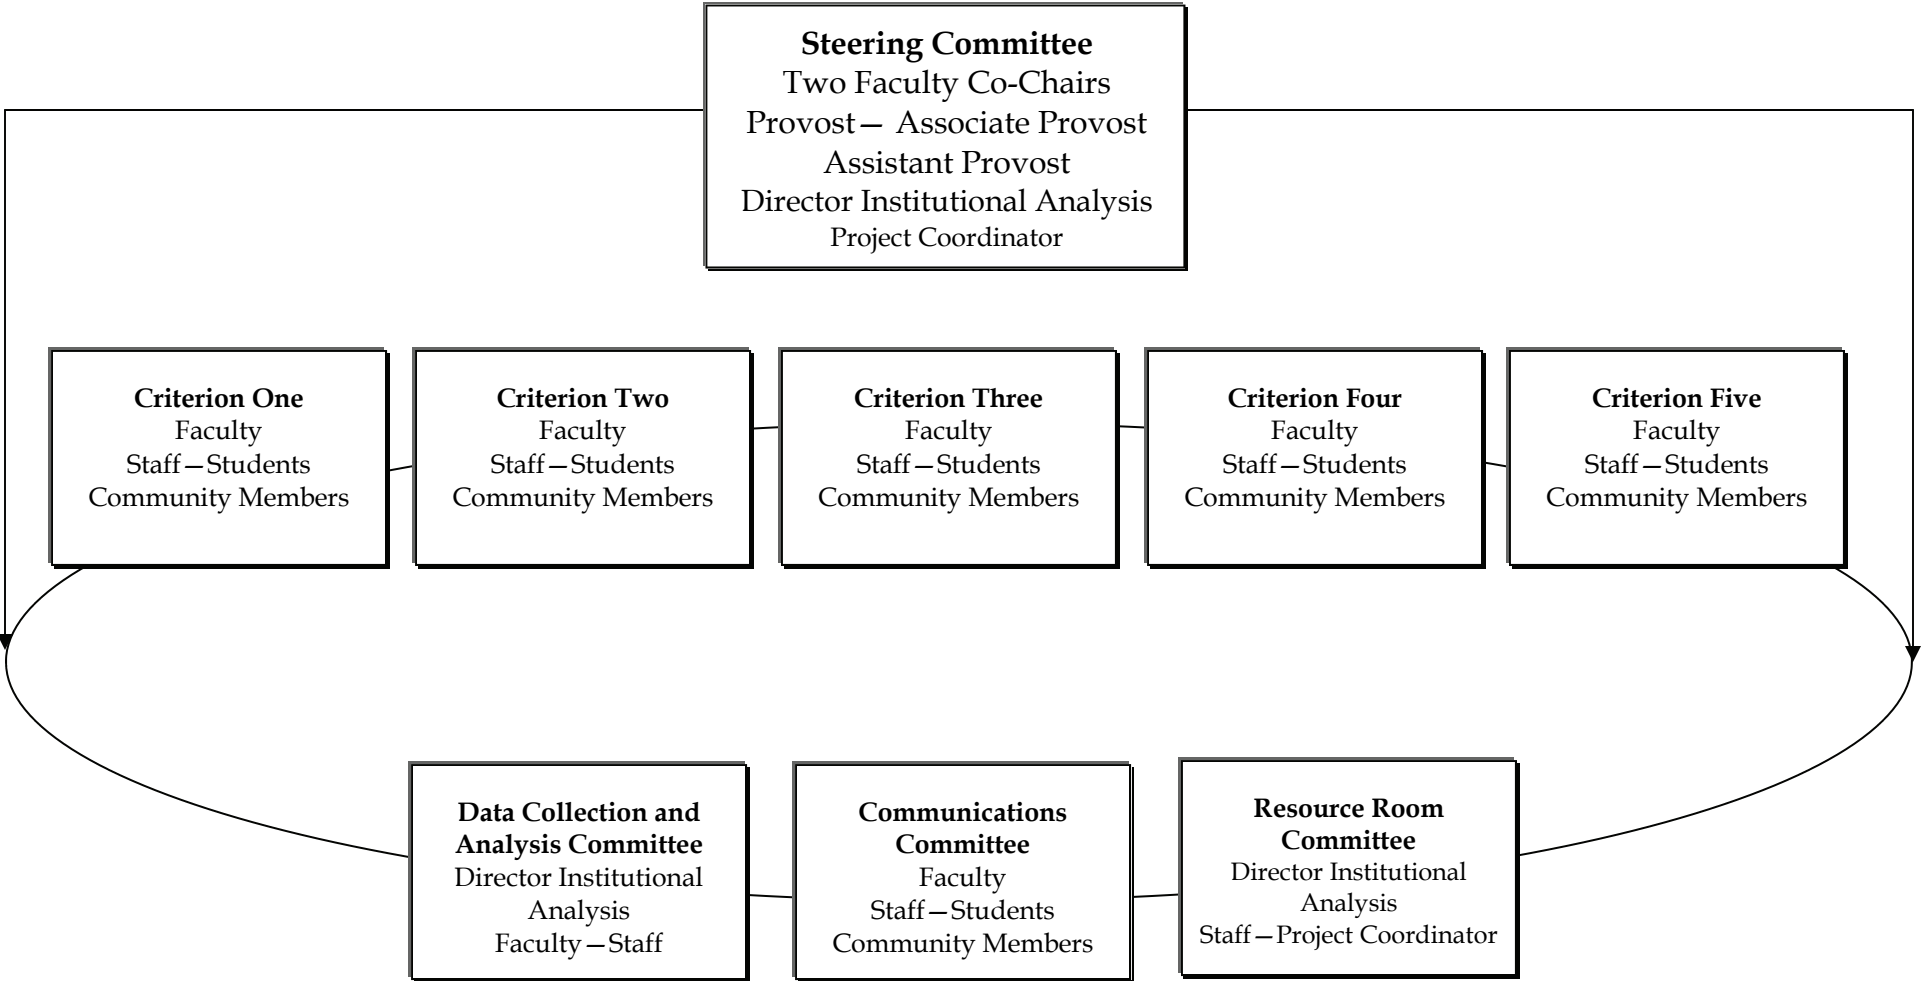 Steering Committee
Two Faculty Co-Chairs
Provost— Associate Provost
Assistant Provost
Director Institutional Analysis
Project Coordinator
Criterion One
Faculty
Staff—Students
Community Members
Criterion Two
Faculty
Staff—Students
Community Members
Criterion Three
Faculty
Staff—Students
Community Members
Criterion Four
Faculty
Staff—Students
Community Members
Criterion Five
Faculty
Staff—Students
Community Members
Data Collection and
Analysis Committee
Director Institutional
Analysis
Faculty—Staff
Communications
Committee
Faculty
Staff—Students
Community Members
Resource Room
Committee
Director Institutional
Analysis
Staff—Project Coordinator